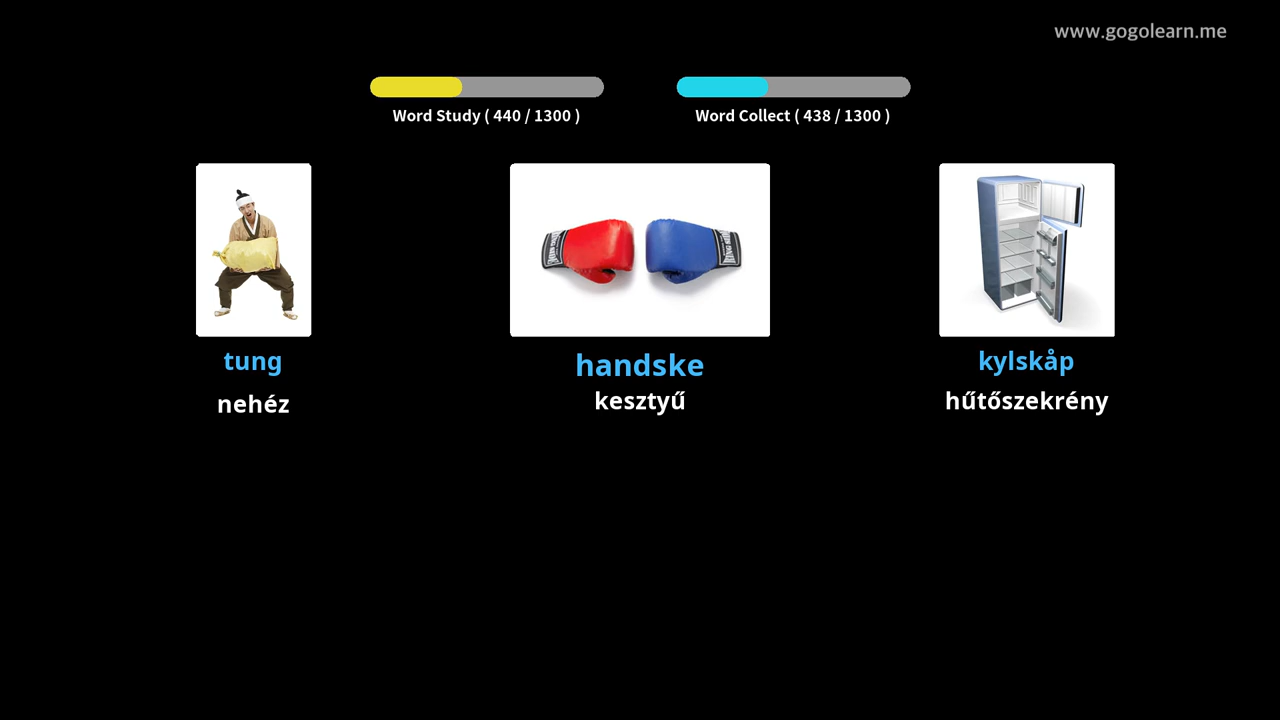 www.gogolearn.me
Word Study ( 440 / 1300 )
Word Collect ( 438 / 1300 )
tung
handske
kylskåp
nehéz
kesztyű
hűtőszekrény